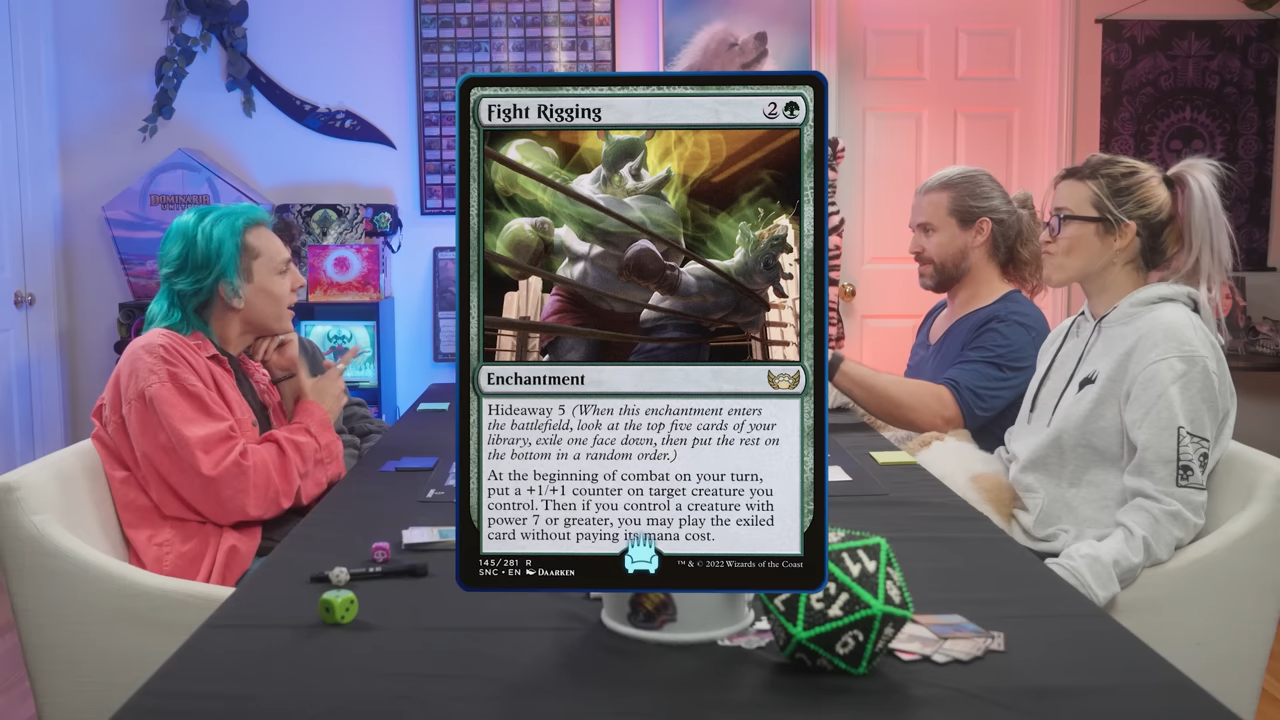 DOMINARIA
UNITED
Fight Rigging
2
Enchantment
Hideaway 5 (When this enchantment enters
the battlefield, look at the top five cards of your
library, exile one face down, then put the rest on
the bottom in a random order.)
At the beginning of combat on your turn,
put a +1/+1 counter on target creature you
control. Then if you control a creature with
power 7 or greater, you may play the exiled
card without paying its mana cost.
145/281 R
SNC • EN DAARKEN
™ & © 2022 Wizards of the Coast
11